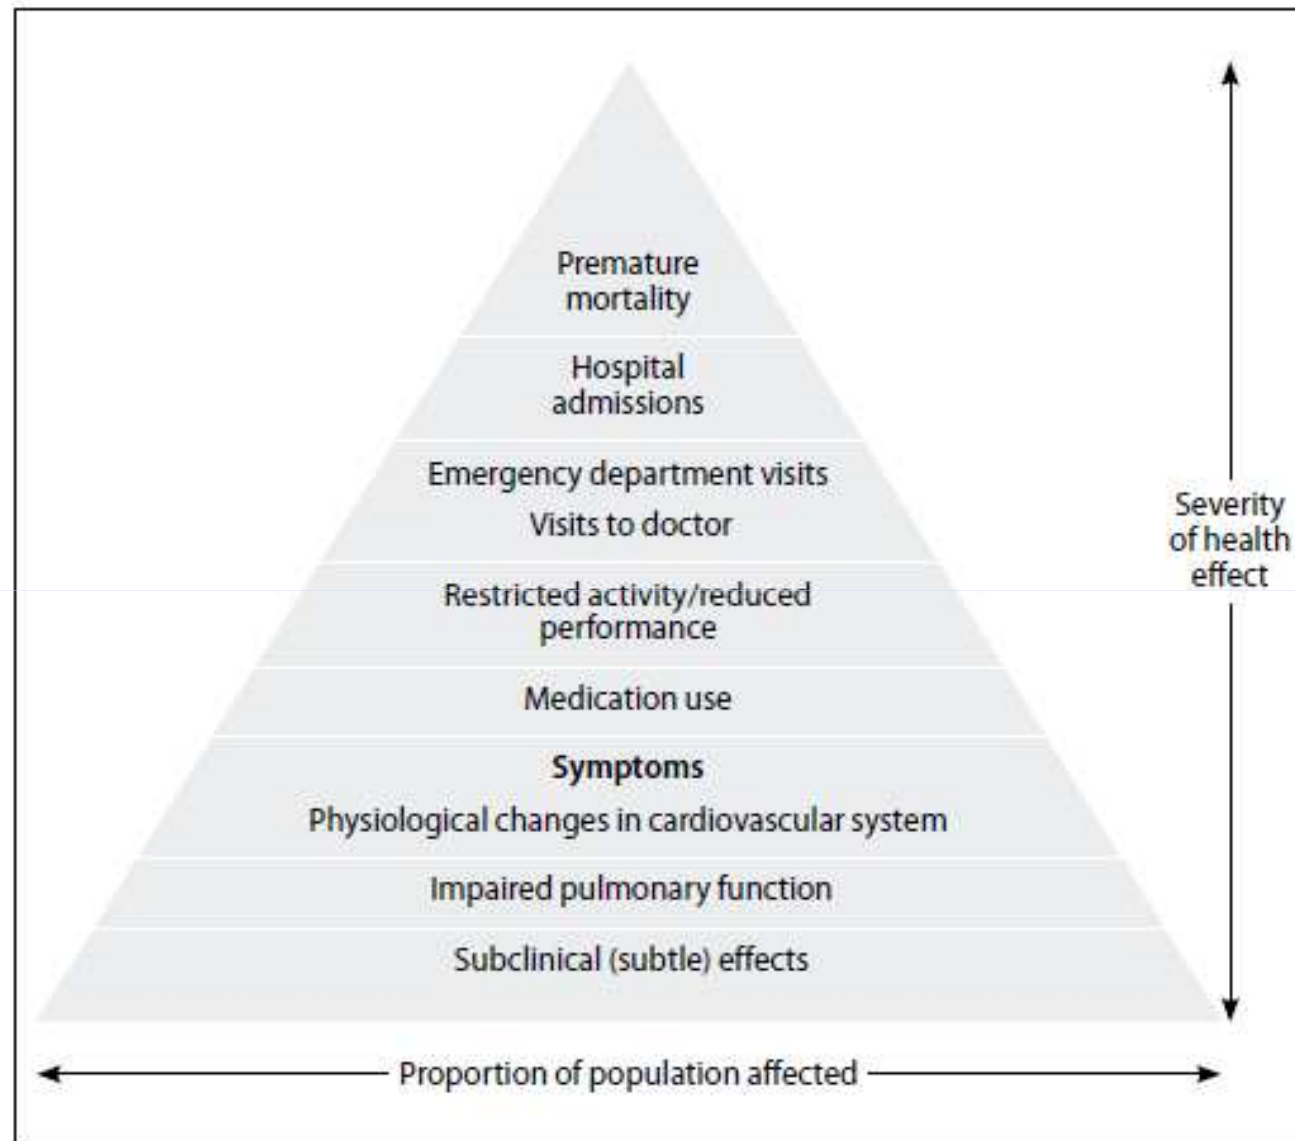 Premature
mortality
Hospital
admissions
Emergency department visits
Visits to doctor
Restricted activity/reduced
performance
Medication use
Symptoms
Physiological changes in cardiovascular system
Impaired pulmonary function
Subclinical (subtle) effects
Severity
of health
effect
Proportion of population affected